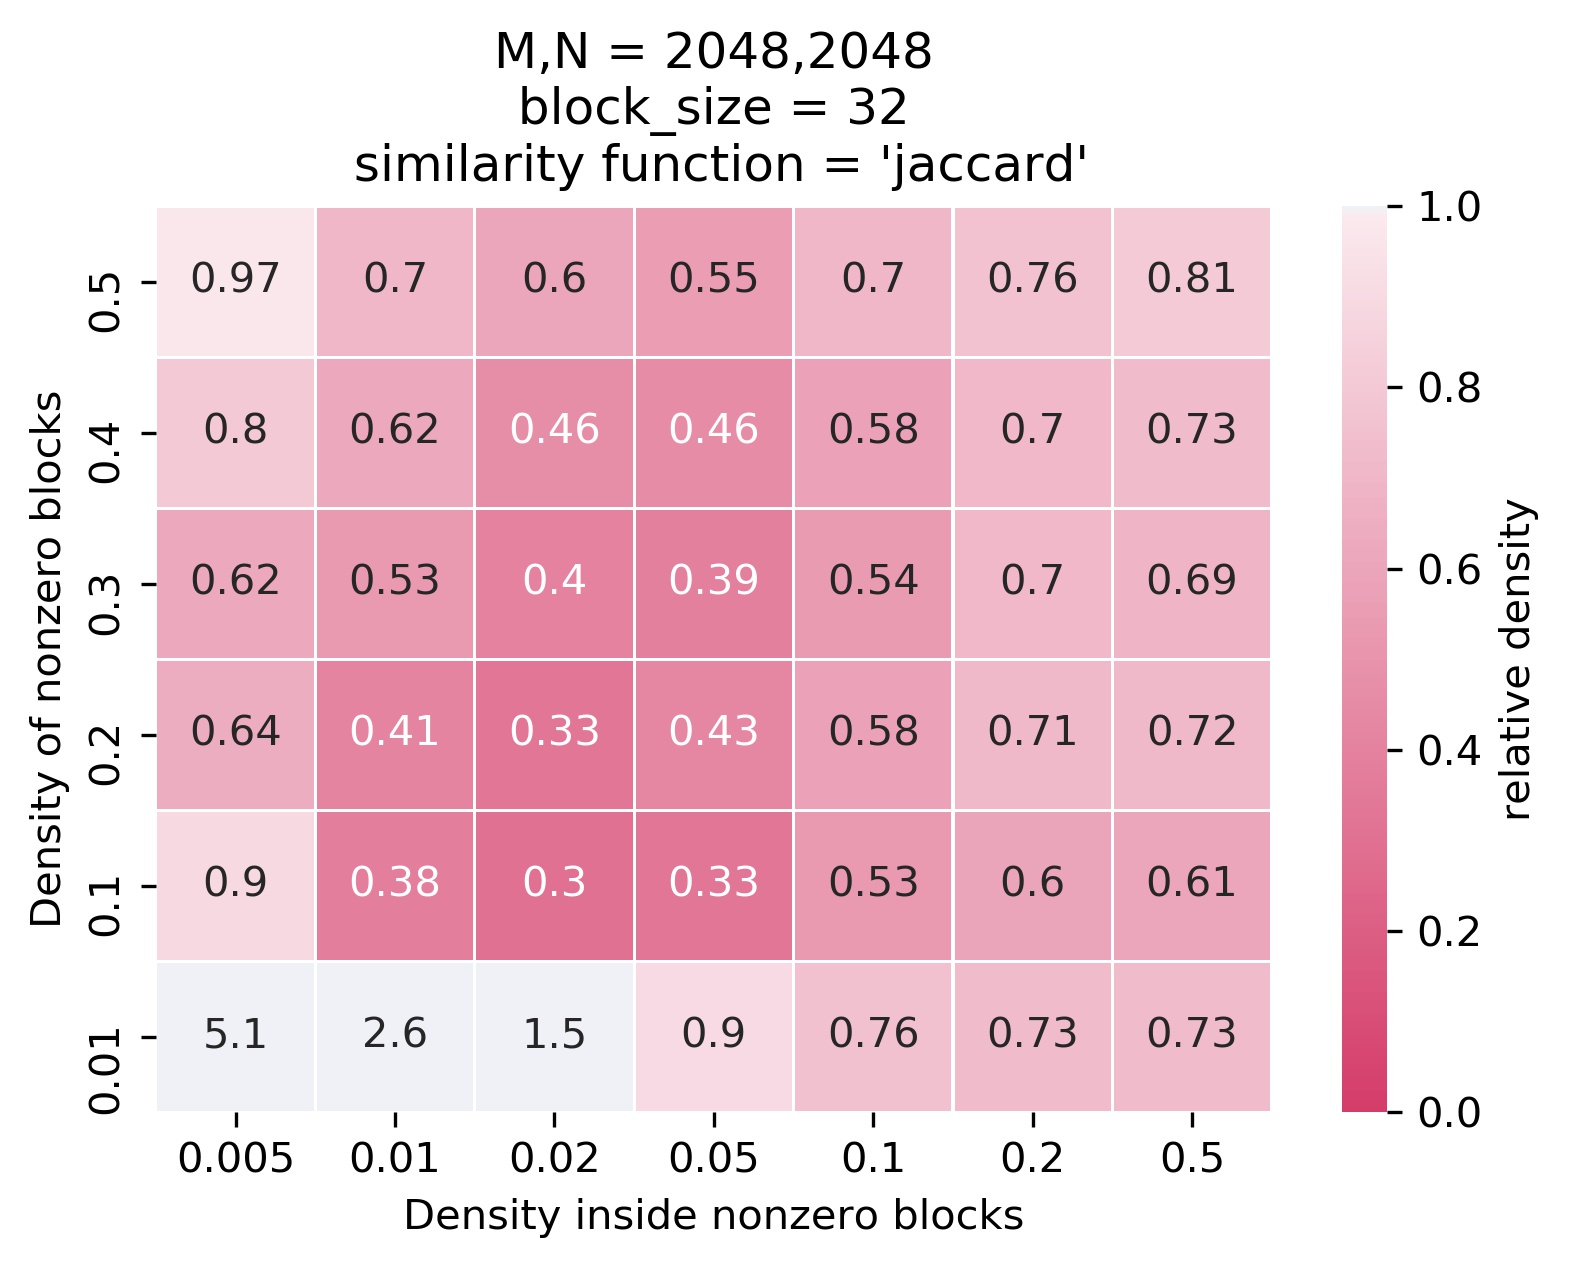 M,N = 2048,2048
block_size = 32
similarity function = 'jaccard'
Density of nonzero blocks
0.5 0.97 0.7 0.6 0.55 0.7 0.76 0.81
0.4 0.8 0.62 0.46 0.46 0.58 0.7 0.73
0.3 0.62 0.53 0.4 0.39 0.54 0.7 0.69
0.2 0.64 0.41 0.33 0.43 0.58 0.71 0.72
0.1 0.9 0.38 0.3 0.33 0.53 0.6 0.61
0.01 5.1 2.6 1.5 0.9 0.76 0.73 0.73
0.005 0.01 0.02 0.05 0.1 0.2 0.5
Density inside nonzero blocks
1.0
0.8
0.6
0.4
0.2
0.0
relative density